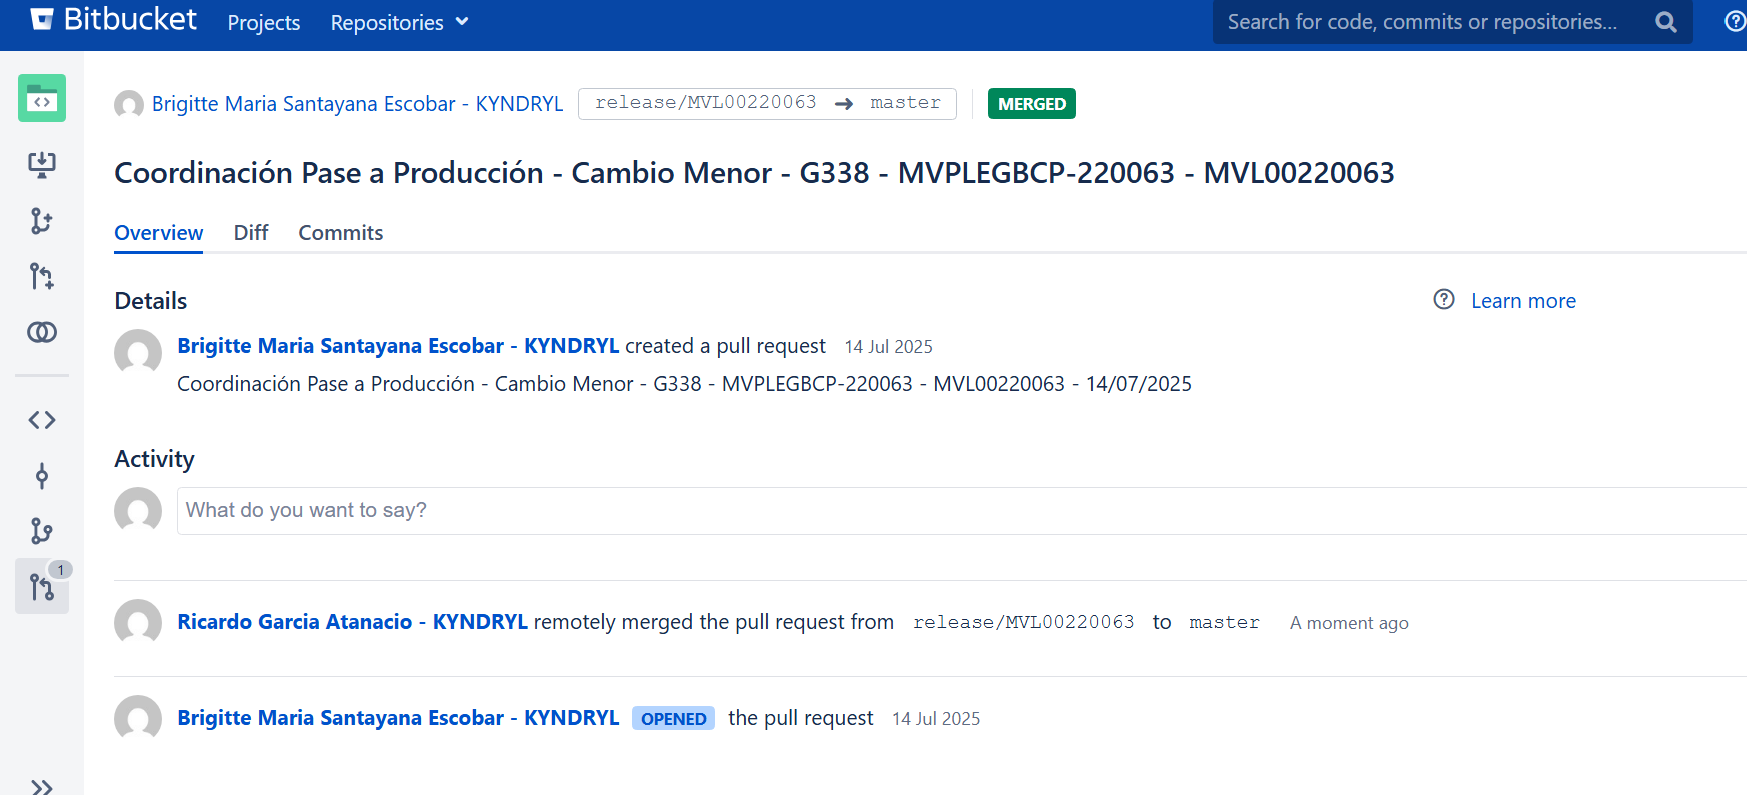 Bitbucket Projects Repositories Search for code, commits or repositories...
Brigitte Maria Santayana Escobar - KYNDRYL release/MVL00220063 → master MERGED
Coordinación Pase a Producción - Cambio Menor - G338 - MVPLEGBCP-220063 - MVL00220063
Overview Diff Commits
Details
Learn more
Brigitte Maria Santayana Escobar - KYNDRYL created a pull request 14 Jul 2025
Coordinación Pase a Producción - Cambio Menor - G338 - MVPLEGBCP-220063 - MVL00220063 - 14/07/2025
Activity
What do you want to say?
1
Ricardo Garcia Atanacio - KYNDRYL remotely merged the pull request from release/MVL00220063 to master A moment ago
Brigitte Maria Santayana Escobar - KYNDRYL OPENED the pull request 14 Jul 2025